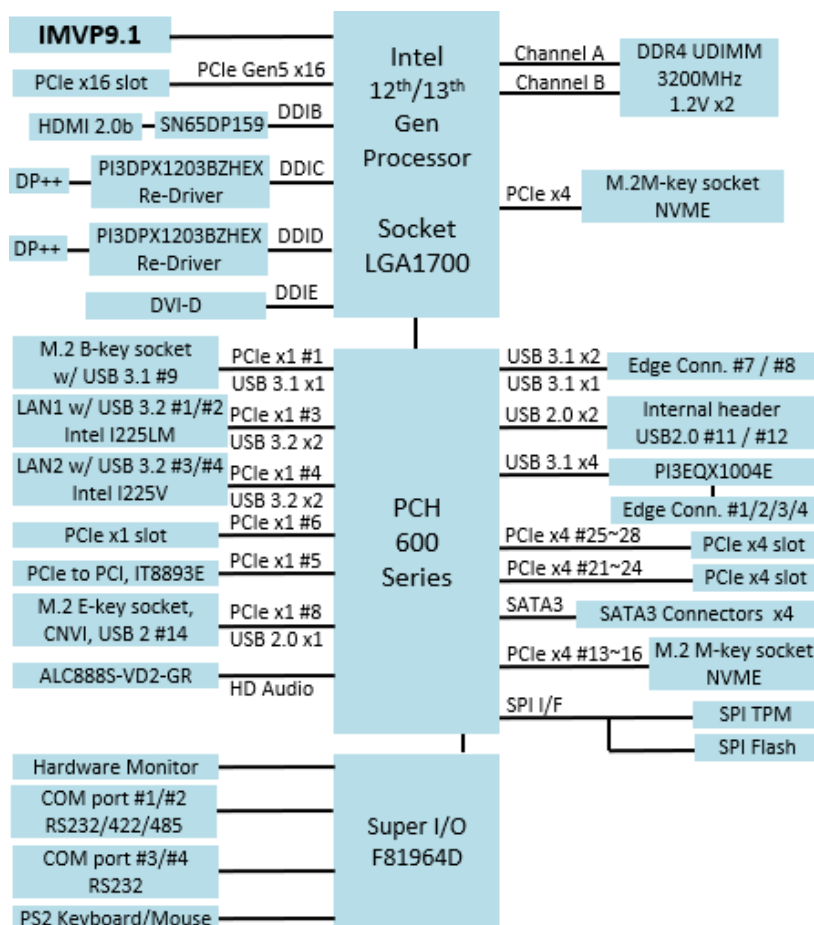 IMVP9.1
PCIe x16 slot
PCIe Gen5 x16
HDMI 2.0b
SN65DP159
DDIB
DP++
PI3DPX1203BZHEX
Re-Driver
DDIC
DP++
PI3DPX1203BZHEX
Re-Driver
DDID
DVI-D
DDIE
Intel
12th/13th
Gen
Processor
Socket
LGA1700
Channel A
Channel B
DDR4 UDIMM
3200MHz
1.2V x2
PCIe x4
M.2M-key socket
NVME
M.2 B-key socket
w/ USB 3.1 #9
PCIe x1 #1
USB 3.1 x1
LAN1 w/ USB 3.2 #1/#2
Intel I225LM
PCIe x1 #3
USB 3.2 x2
LAN2 w/ USB 3.2 #3/#4
Intel I225V
PCIe x1 #4
USB 3.2 x2
PCIe x1 slot
PCIe x1 #6
PCIe to PCI, IT8893E
PCIe x1 #5
M.2 E-key socket,
CNVI, USB 2 #14
PCIe x1 #8
USB 2.0 x1
ALC888S-VD2-GR
HD Audio
PCH
600
Series
USB 3.1 x2
USB 3.1 x1
Edge Conn. #7 / #8
USB 2.0 x2
Internal header
USB2.0 #11 / #12
USB 3.1 x4
PI3EQX1004E
Edge Conn. #1/2/3/4
PCIe x4 #25~28
PCIe x4 slot
PCIe x4 #21~24
PCIe x4 slot
SATA3
SATA3 Connectors x4
PCIe x4 #13~16
M.2 M-key socket
NVME
SPI I/F
SPI TPM
SPI Flash
Hardware Monitor
COM port #1/#2
RS232/422/485
COM port #3/#4
RS232
PS2 Keyboard/Mouse
Super I/O
F81964D